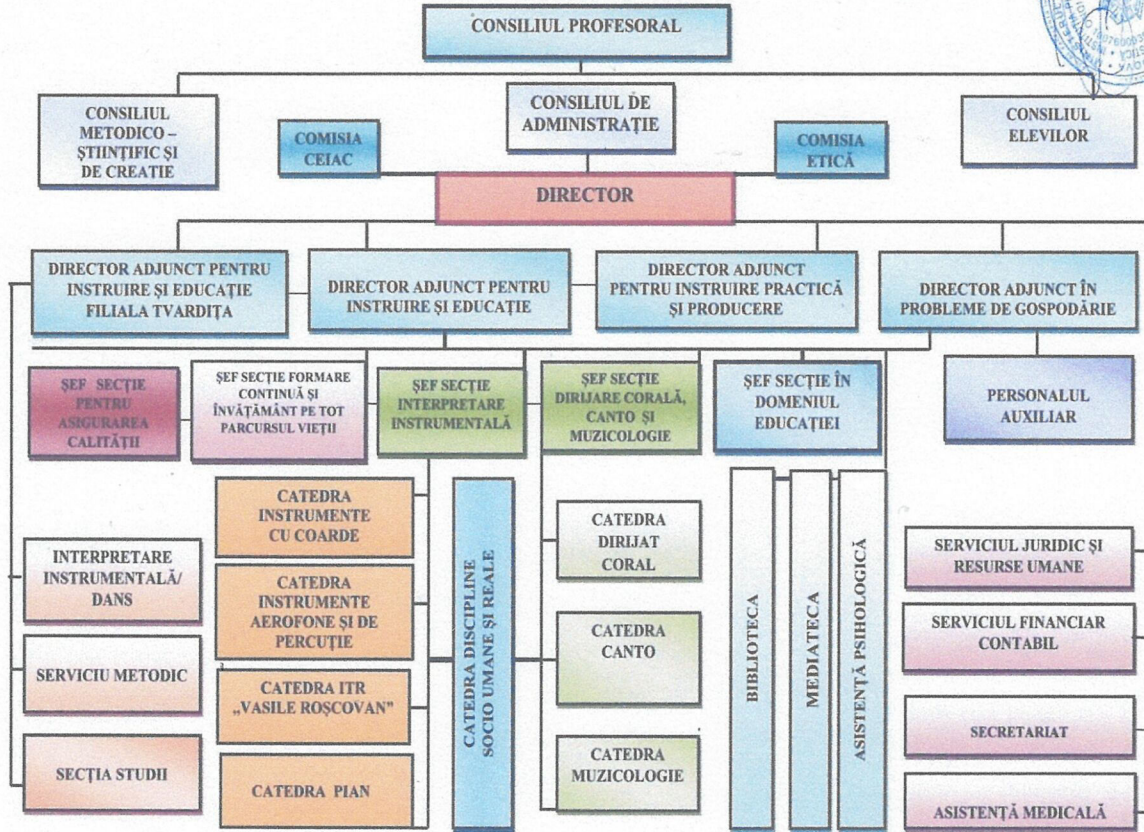 CONSILIUL PROFESORAL
CONSILIUL
METODICO –
ȘTIINȚIFIC ȘI
DE CREATIE
CONSILIUL DE
ADMINISTRAȚIE
CONSILIUL
ELEVILOR
COMISIA
CEIAC
COMISIA
ETICĂ
DIRECTOR
DIRECTOR ADJUNCT PENTRU
INSTRUIRE ȘI EDUCAȚIE
FILIALA TVARDIȚA
DIRECTOR ADJUNCT PENTRU
INSTRUIRE ȘI EDUCAȚIE
DIRECTOR ADJUNCT
PENTRU INSTRUIRE PRACTICĂ
ȘI PRODUCERE
DIRECTOR ADJUNCT ÎN
PROBLEME DE GOSPODĂRIE
ȘEF SECȚIE
PENTRU
ASIGURAREA
CALITĂȚII
ȘEF SECȚIE FORMARE
CONTINUĂ ȘI
ÎNVĂȚĂMÂNT PE TOT
PARCURSUL VIEȚII
ȘEF SECȚIE
INTERPRETARE
INSTRUMENTALĂ
ȘEF SECȚIE
DIRIJARE CORALĂ,
CANTO ȘI
MUZICOLOGIE
ȘEF SECȚIE ÎN
DOMENIUL
EDUCAȚIEI
PERSONALUL
AUXILIAR
INTERPRETARE
INSTRUMENTALĂ/
DANS
SERVICIU METODIC
SECȚIA STUDII
CATEDRA
INSTRUMENTE
CU COARDE
CATEDRA
INSTRUMENTE
AEROFONE ȘI DE
PERCUȚIE
CATEDRA ITR
„VASILE ROȘCOVAN”
CATEDRA PIAN
CATEDRA DISCIPLINE
SOCIO UMANE ȘI REALE
CATEDRA
DIRIJAT
CORAL
CATEDRA
CANTO
CATEDRA
MUZICOLOGIE
BIBLIOTECA
MEDIATECA
ASISTENȚĂ PSIHOLOGICĂ
SERVICIUL JURIDIC ȘI
RESURSE UMANE
SERVICIUL FINANCIAR
CONTABIL
SECRETARIAT
ASISTENȚĂ MEDICALĂ